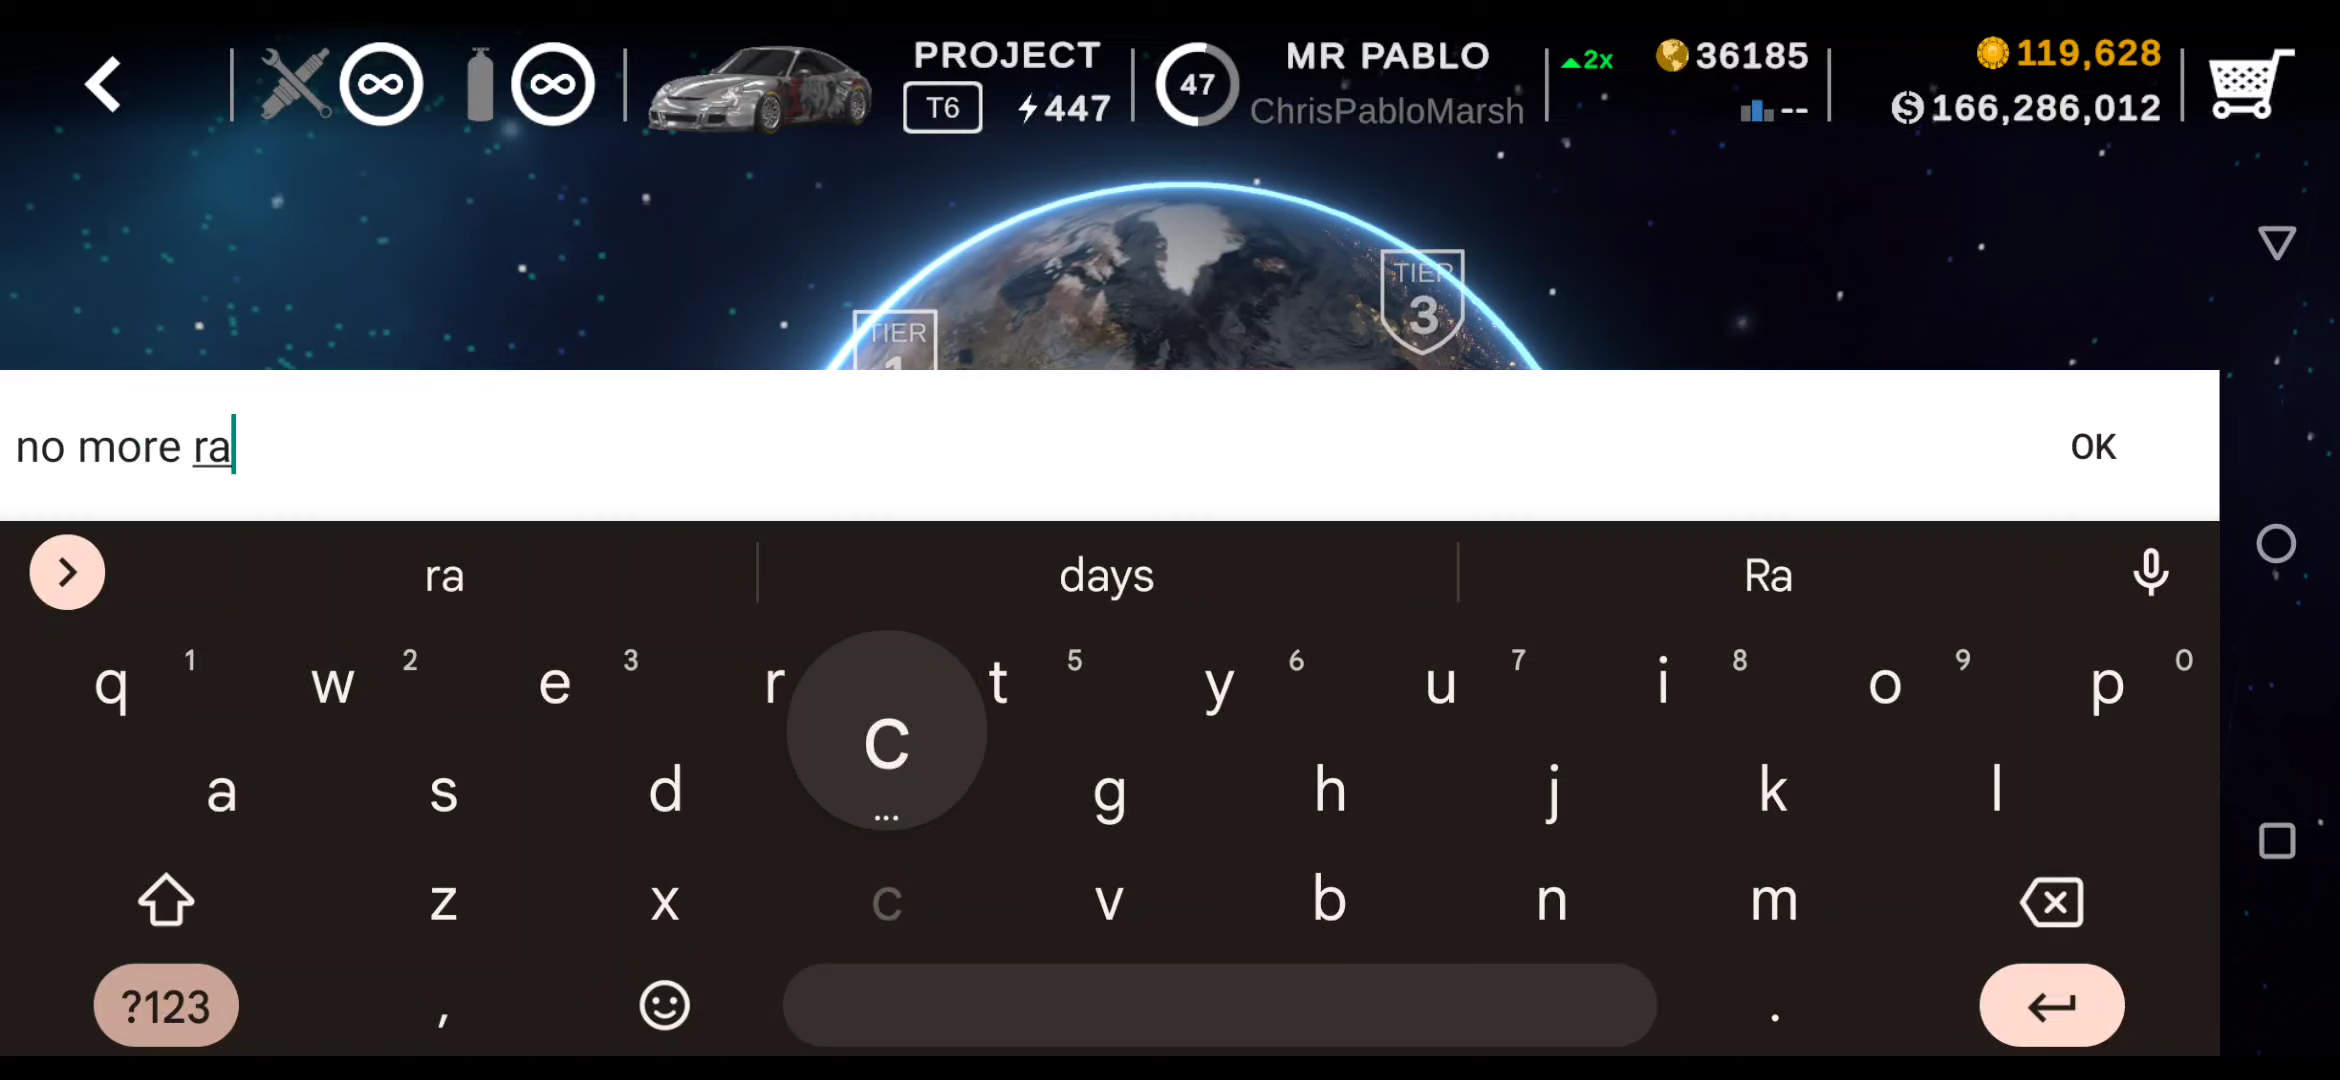 PROJECT
T6 447
47
MR PABLO
ChrisPabloMarsh
2x 36185
--
119,628
166,286,012
TIER
3
TIER
1
no more ra
OK
ra days Ra
q 1 w 2 e 3 r t 5 y 6 u 7 i 8 o 9 p 0
c
...
a s d g h j k l
z x c v b n m
?123 , .